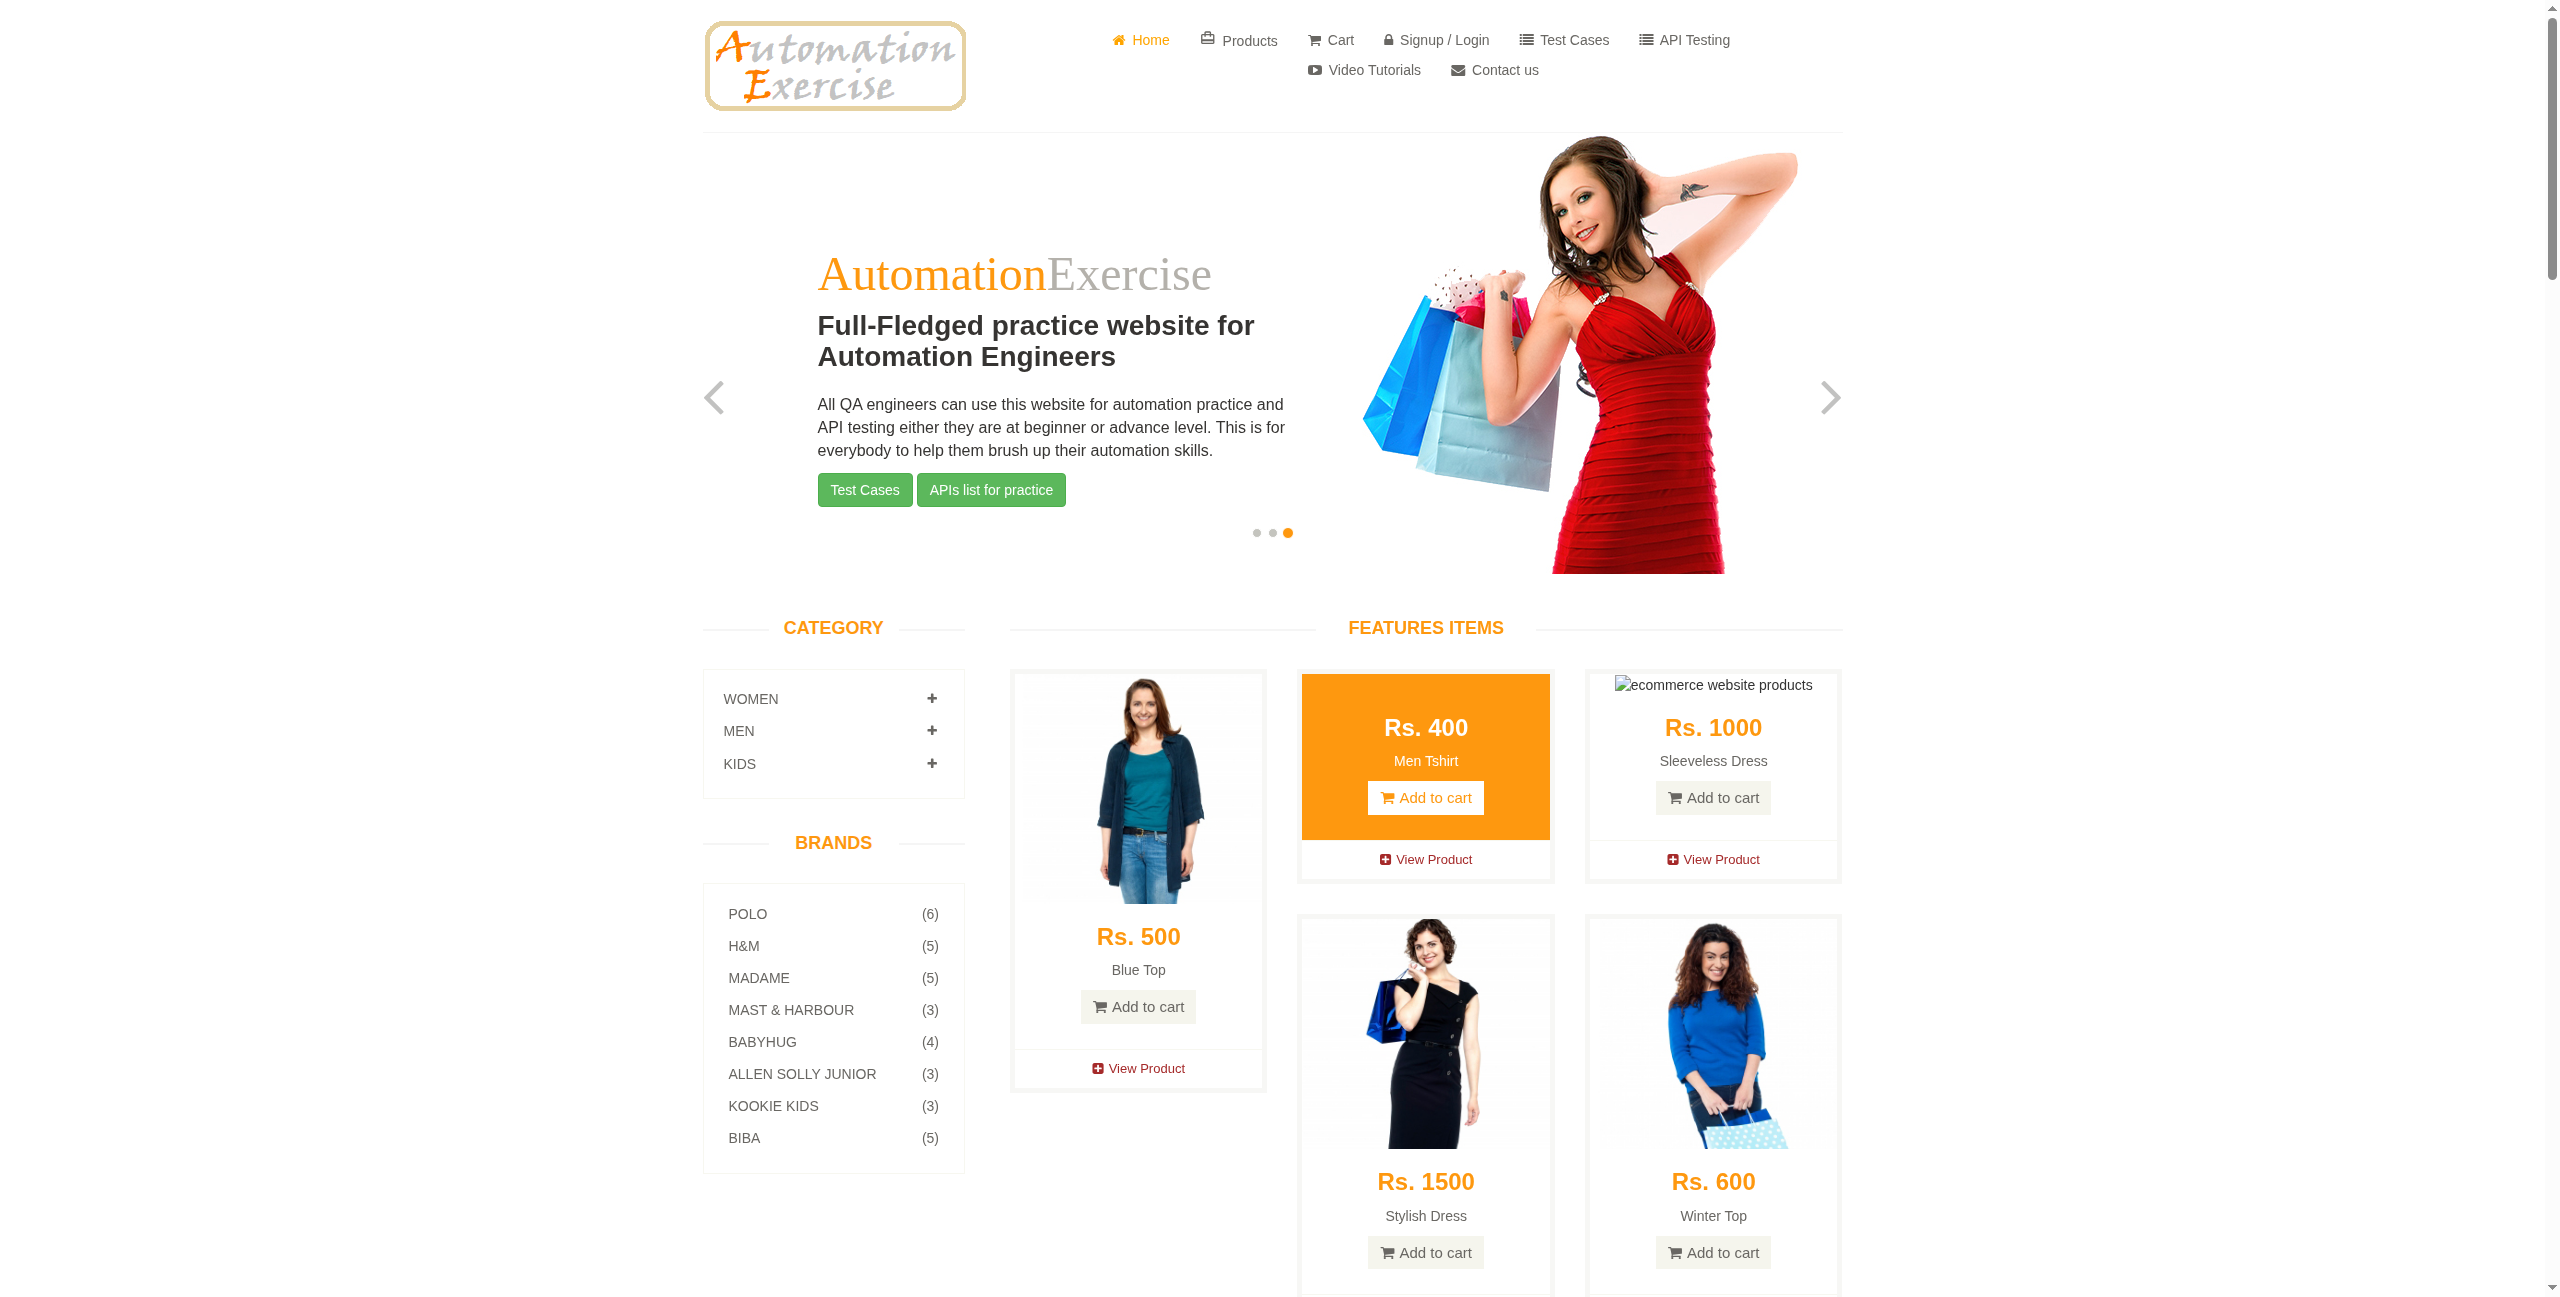 Automation
Exercise
Home
Products
Cart
Signup / Login
Test Cases
API Testing
Video Tutorials
Contact us
AutomationExercise
Full-Fledged practice website for
Automation Engineers
All QA engineers can use this website for automation practice and
API testing either they are at beginner or advance level. This is for
everybody to help them brush up their automation skills.
Test Cases
APIs list for practice
CATEGORY
WOMEN
MEN
KIDS
BRANDS
POLO (6)
H&M (5)
MADAME (5)
MAST & HARBOUR (3)
BABYHUG (4)
ALLEN SOLLY JUNIOR (3)
KOOKIE KIDS (3)
BIBA (5)
FEATURES ITEMS
Rs. 500
Blue Top
Add to cart
View Product
Rs. 400
Men Tshirt
Add to cart
View Product
ecommerce website products
Rs. 1000
Sleeveless Dress
Add to cart
View Product
Rs. 1500
Stylish Dress
Add to cart
Rs. 600
Winter Top
Add to cart